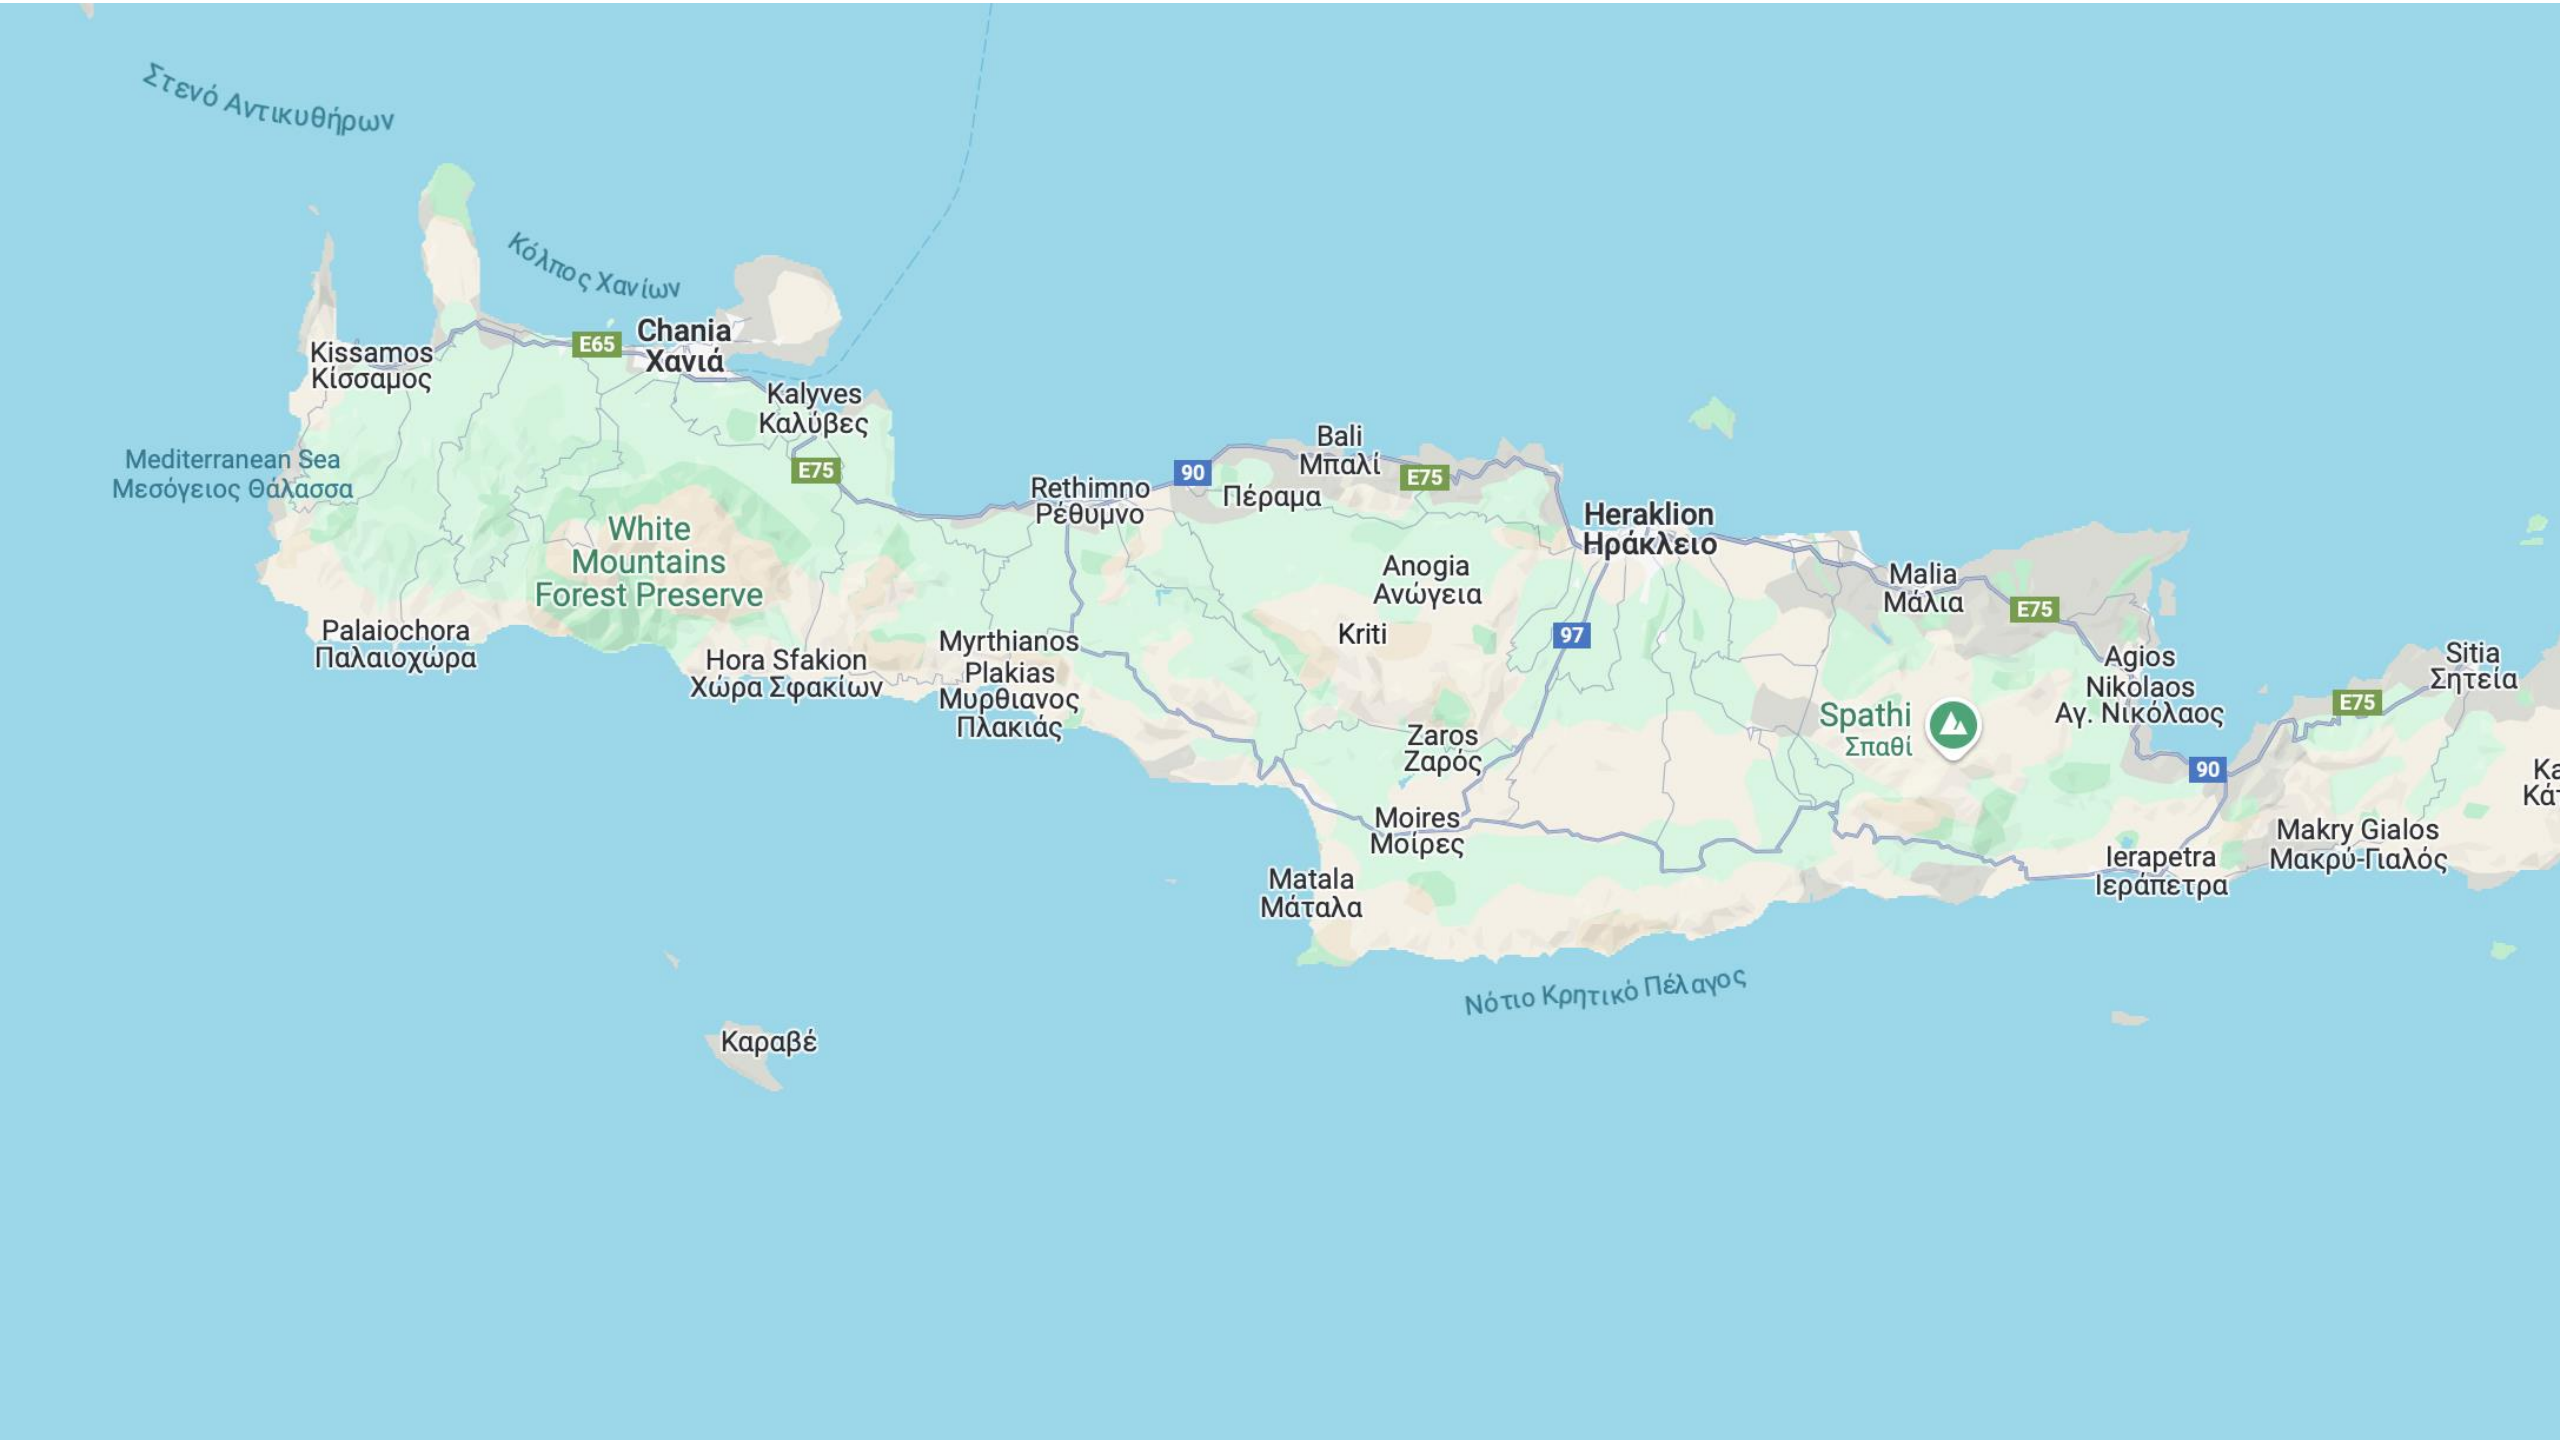 Στενό Αντικυθήρων
Κόλπος Χανίων
E65
Chania
Χανιά
Kissamos
Κίσσαμος
Kalyves
Καλύβες
Mediterranean Sea
Μεσόγειος Θάλασσα
E75
White
Mountains
Forest Preserve
Rethimno
Ρέθυμνο
90
Πέραμα
Bali
Μπαλί
E75
Heraklion
Ηράκλειο
Anogia
Ανώγεια
Kriti
97
Malia
Μάλια
E75
Palaiochora
Παλαιοχώρα
Hora Sfakion
Χώρα Σφακίων
Myrthianos
Plakias
Μυρθιανος
Πλακιάς
Agios
Nikolaos
Αγ. Νικόλαος
Sitia
Σητεία
E75
Spathi
Σπαθί
Zaros
Ζαρός
90
Κα
Κάτ
Moires
Μοίρες
Makry Gialos
Μακρύ-Γιαλός
Ierapetra
Ιεράπετρα
Matala
Μάταλα
Νότιο Κρητικό Πέλαγος
Καραβέ